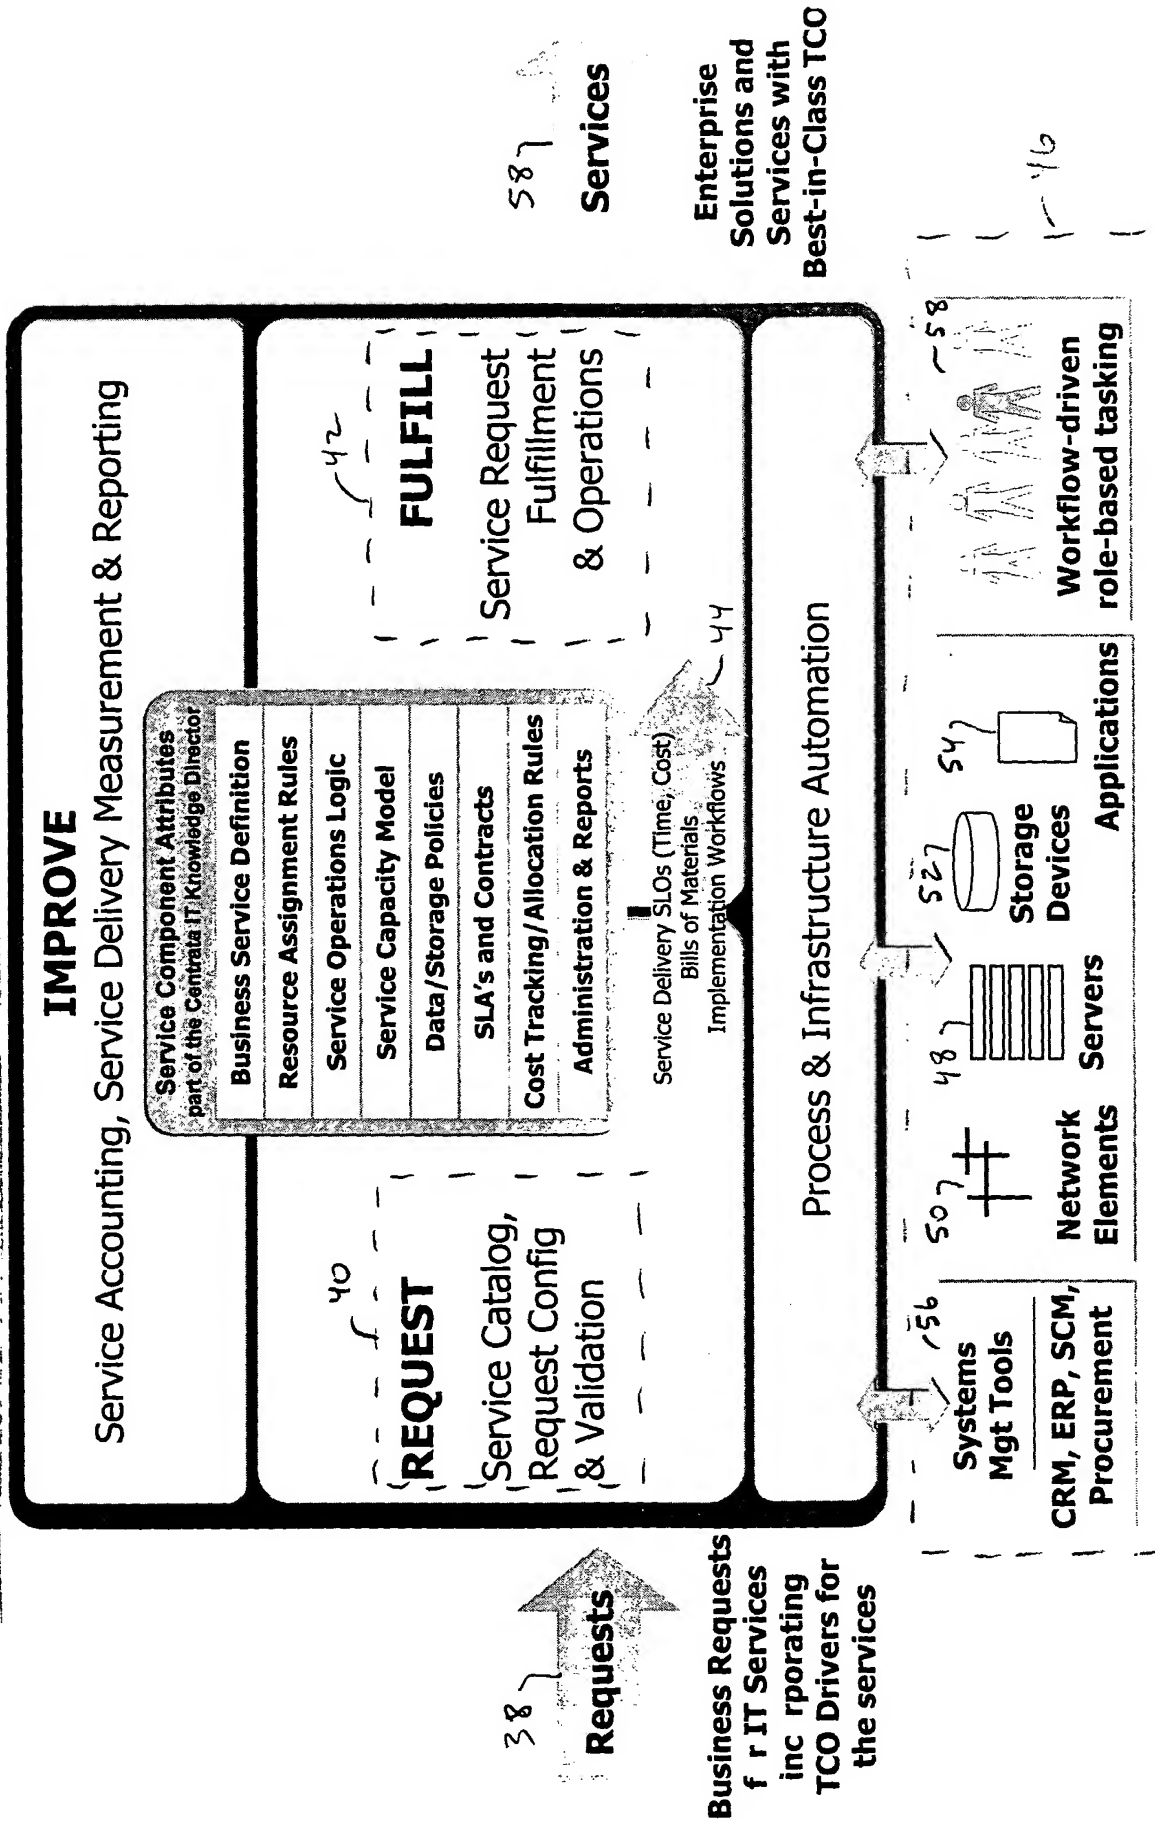 IMPROVE
Service Accounting, Service Delivery Measurement & Reporting
Service Component Attributes
part of the Centrata IT Knowledge Director
Business Service Definition
Resource Assignment Rules
Service Operations Logic
Service Capacity Model
Data/Storage Policies
SLA's and Contracts
Cost Tracking/Allocation Rules
Administration & Reports
38
Requests
Business Requests
f r IT Services
inc rporating
TCO Drivers for
the services
40
REQUEST
Service Catalog,
Request Config
& Validation
42
FULFILL
Service Request
Fulfillment
& Operations
Service Delivery SLOs (Time, Cost)
Bills of Materials
Implementation Workflows
44
58
Services
Enterprise
Solutions and
Services with
Best-in-Class TCO
Process & Infrastructure Automation
56
Systems
Mgt Tools
CRM, ERP, SCM,
Procurement
50
Network
Elements
48
Servers
52
Storage
Devices
54
Applications
58
Workflow-driven
role-based tasking
46